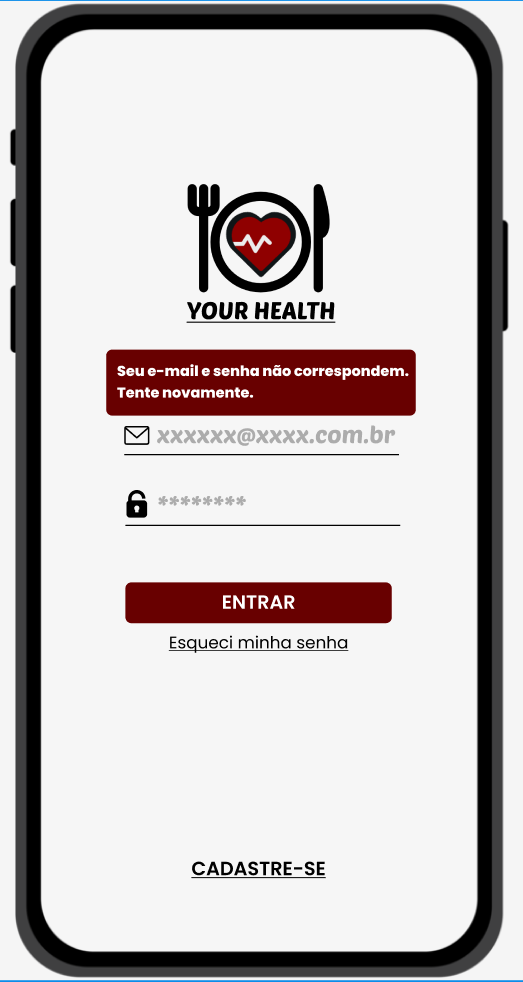 YOUR HEALTH
Seu e-mail e senha não correspondem.
Tente novamente.
xxxxxx@xxxx.com.br
********
ENTRAR
Esqueci minha senha
CADASTRE-SE